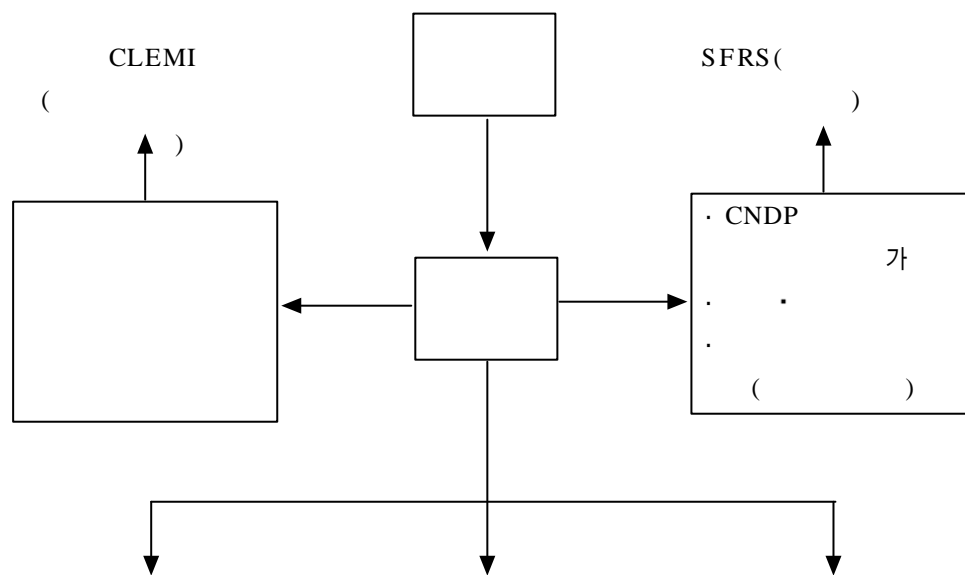 CLEMI
(
)
SFRS(
)
· CNDP
가
· ·
·
( )